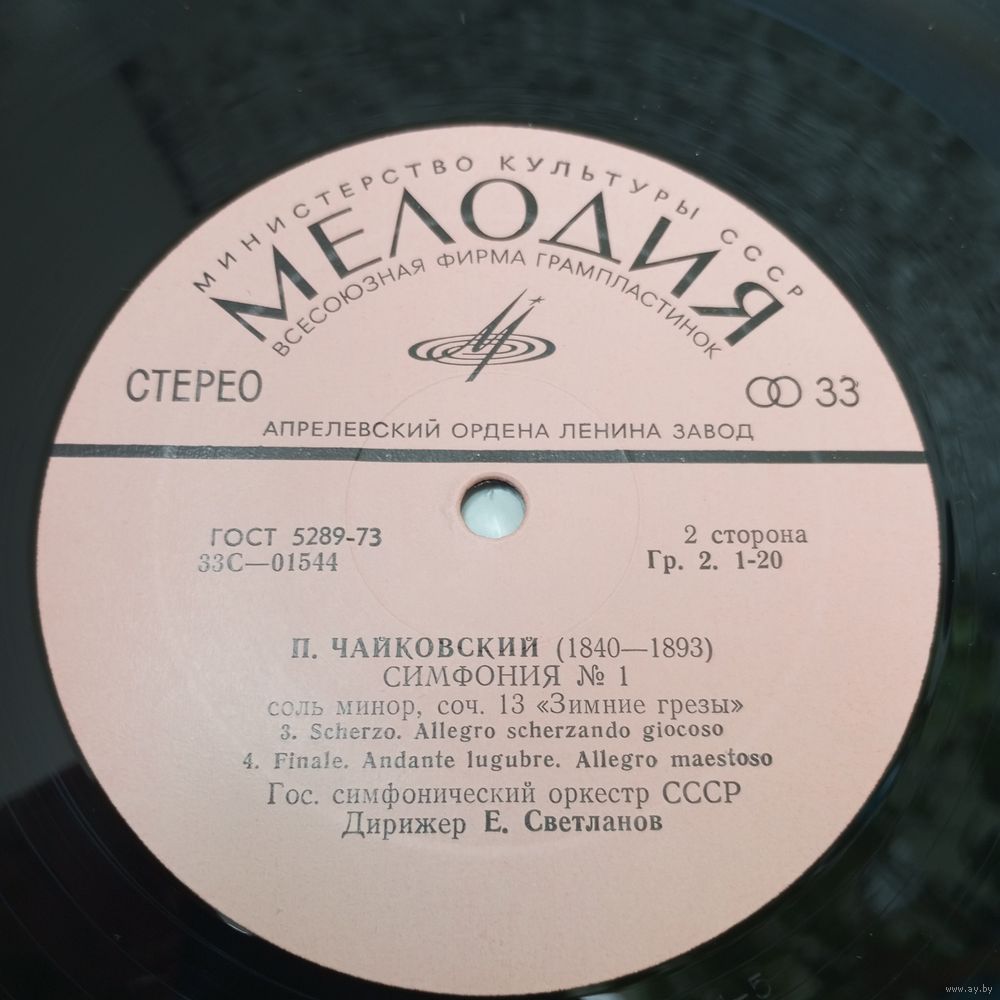 МИНИСТЕРСТВО КУЛЬТУРЫ СССР
МЕЛОДИЯ
ВСЕСОЮЗНАЯ ФИРМА ГРАМПЛАСТИНОК
СТЕРЕО
33
АПРЕЛЕВСКИЙ ОРДЕНА ЛЕНИНА ЗАВОД
ГОСТ 5289-73
33С—01544
2 сторона
Гр. 2. 1-20
П. ЧАЙКОВСКИЙ (1840—1893)
СИМФОНИЯ № 1
соль минор, соч. 13 «Зимние грезы»
3. Scherzo. Allegro scherzando giocoso
4. Finale. Andante lugubre. Allegro maestoso
Гос. симфонический оркестр СССР
Дирижер Е. Светланов
www.ay.by